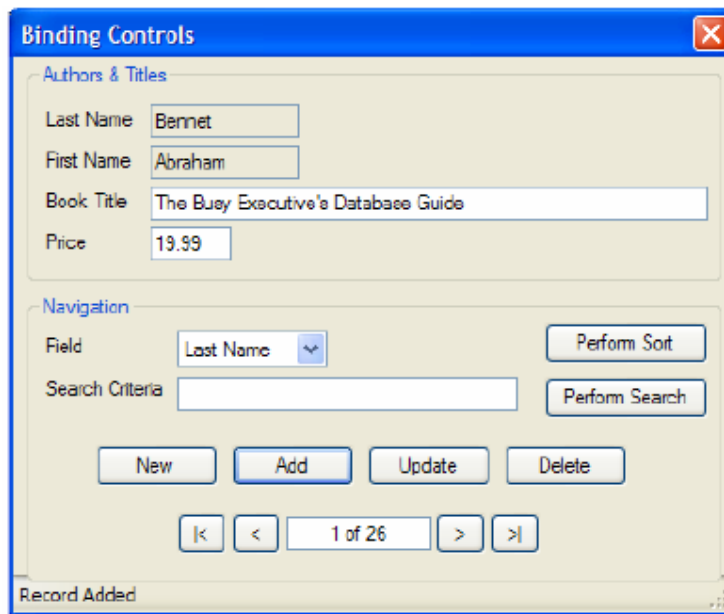 Binding Controls
Authors & Titles
Last Name Bennet
First Name Abraham
Book Title The Busy Executive's Database Guide
Price 19.99
Navigation
Field Last Name Perform Sort
Search Criteria Perform Search
New Add Update Delete
|< < 1 of 26 > >|
Record Added